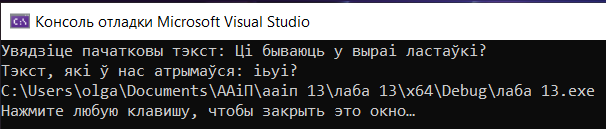 Консоль отладки Microsoft Visual Studio
Увядзіце пачатковы тэкст: Ці бываюць у выраі ластаўкі?
Тэкст, які ў нас атрымаўся: іьуі?
C:\Users\olga\Documents\ААіП\ааіп 13\лаба 13\x64\Debug\лаба 13.exe
Нажмите любую клавишу, чтобы закрыть это окно…